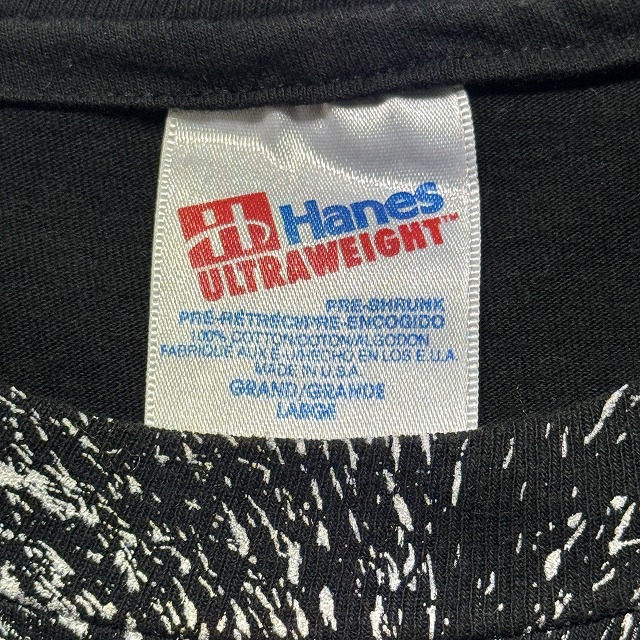 Hanes
ULTRAWEIGHT™
PRE-SHRUNK
PRE-RÉTRÉCI/PRE-ENCOGIDO
100% COTTON/COTON/ALGODON
FABRIQUE AUX E.-U./HECHO EN LOS E.U.A.
MADE IN U.S.A.
GRAND/GRANDE
LARGE